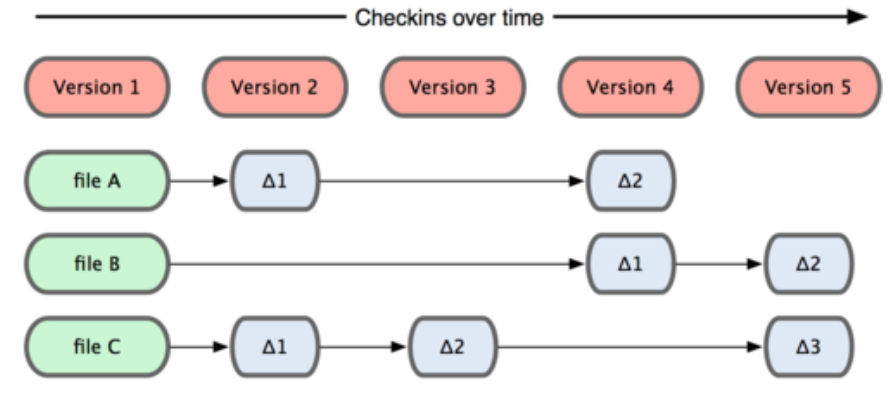 Checkins over time
Version 1 Version 2 Version 3 Version 4 Version 5
file A Δ1 Δ2
file B Δ1 Δ2
file C Δ1 Δ2 Δ3